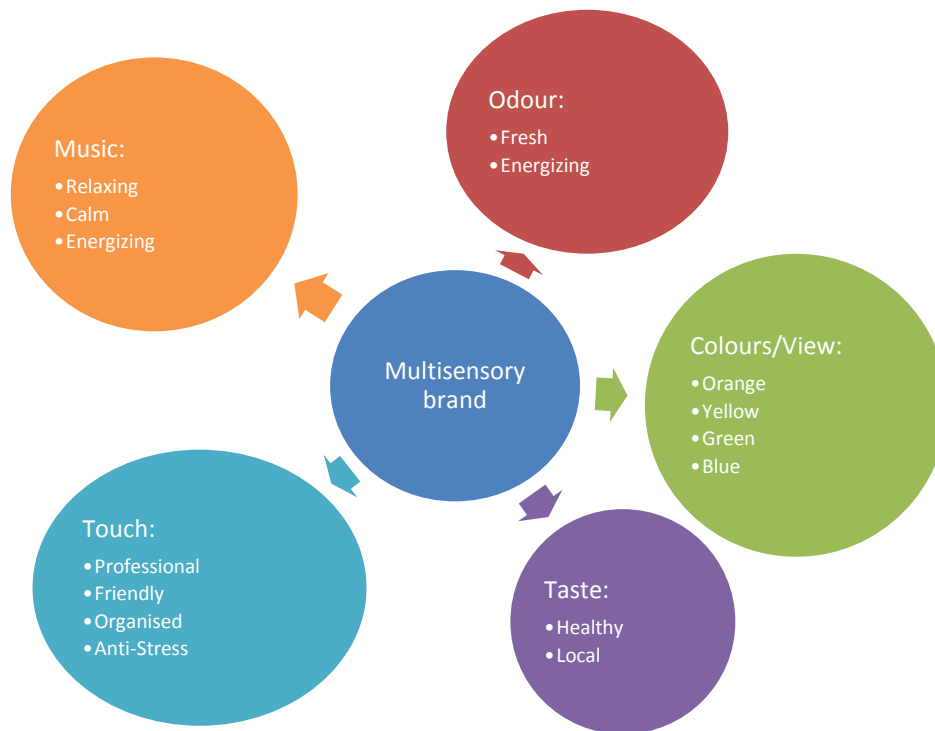 Music:
•Relaxing
•Calm
•Energizing
Odour:
•Fresh
•Energizing
Multisensory
brand
Colours/View:
•Orange
•Yellow
•Green
•Blue
Touch:
•Professional
•Friendly
•Organised
•Anti-Stress
Taste:
•Healthy
•Local